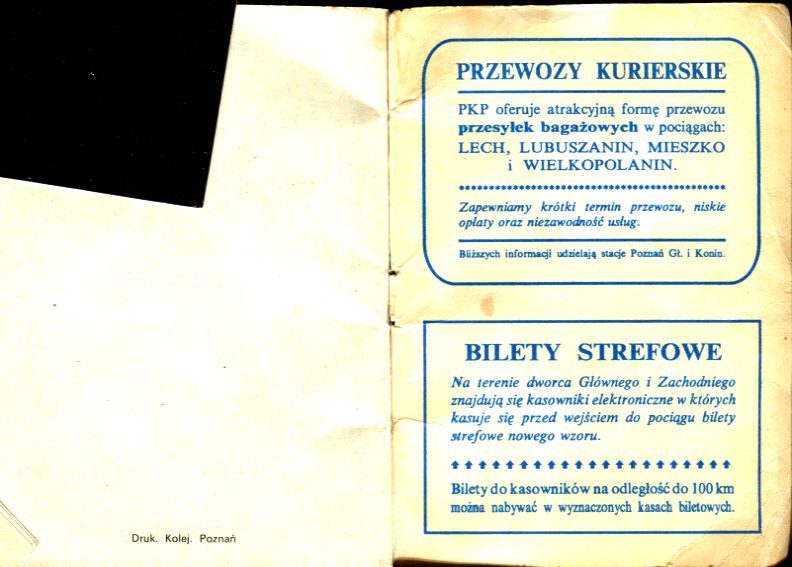 Druk. Kolej. Poznań
PRZEWOZY KURIERSKIE
PKP oferuje atrakcyjną formę przewozu
przesyłek bagażowych w pociągach:
LECH, LUBUSZANIN, MIESZKO
i WIELKOPOLANIN.
Zapewniamy krótki termin przewozu, niskie
opłaty oraz niezawodność usług.
Bliższych informacji udzielają stacje Poznań Gł. i Konin.
BILETY STREFOWE
Na terenie dworca Głównego i Zachodniego
znajdują się kasowniki elektroniczne w których
kasuje się przed wejściem do pociągu bilety
strefowe nowego wzoru.
Bilety do kasowników na odległość do 100 km
można nabywać w wyznaczonych kasach biletowych.